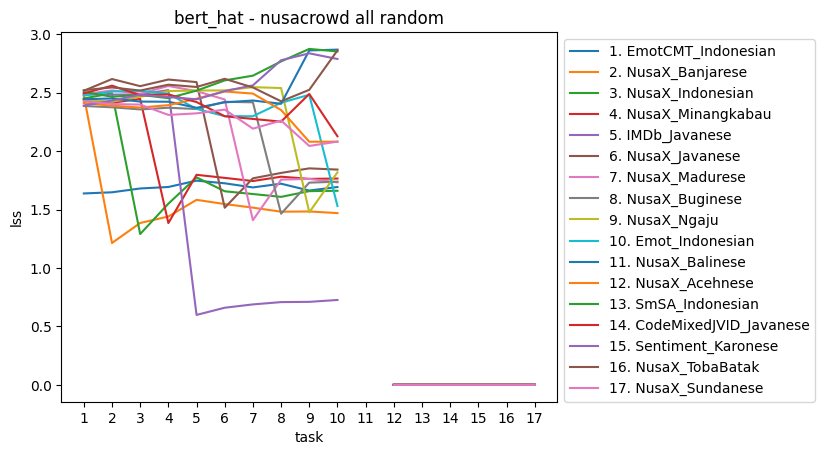 bert_hat - nusacrowd all random
3.0
2.5
2.0
1.5
1.0
0.5
0.0
lss
1 2 3 4 5 6 7 8 9 10 11 12 13 14 15 16 17
task
1. EmotCMT_Indonesian
2. NusaX_Banjarese
3. NusaX_Indonesian
4. NusaX_Minangkabau
5. IMDb_Javanese
6. NusaX_Javanese
7. NusaX_Madurese
8. NusaX_Buginese
9. NusaX_Ngaju
10. Emot_Indonesian
11. NusaX_Balinese
12. NusaX_Acehnese
13. SmSA_Indonesian
14. CodeMixedJVID_Javanese
15. Sentiment_Karonese
16. NusaX_TobaBatak
17. NusaX_Sundanese